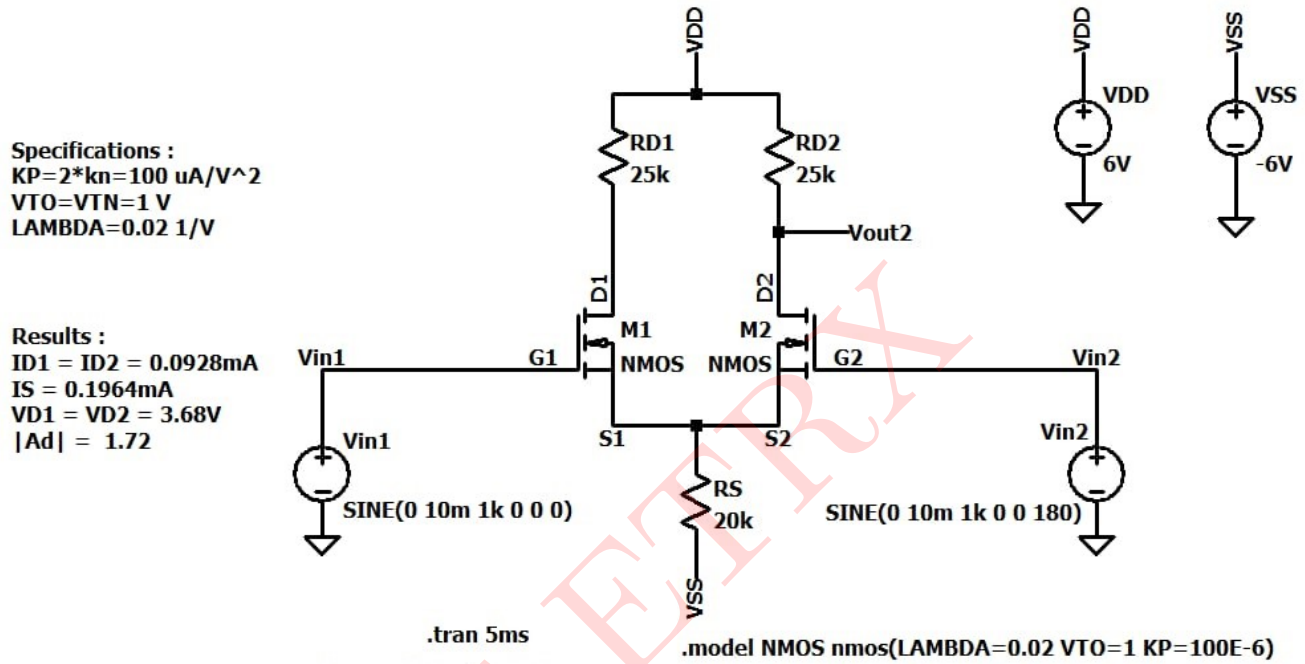 Specifications :
KP=2*kn=100 uA/V^2
VTO=VTN=1 V
LAMBDA=0.02 1/V
Results :
ID1 = ID2 = 0.0928mA
IS = 0.1964mA
VD1 = VD2 = 3.68V
|Ad| = 1.72
VDD
RD1
25k
RD2
25k
Vout2
D1
D2
M1
NMOS
M2
NMOS
G1
G2
S1
S2
Vin1
Vin1
SINE(0 10m 1k 0 0 0)
Vin2
Vin2
SINE(0 10m 1k 0 0 180)
RS
20k
VSS
VDD
VDD
6V
VSS
VSS
-6V
.tran 5ms
.model NMOS nmos(LAMBDA=0.02 VTO=1 KP=100E-6)
ETRX